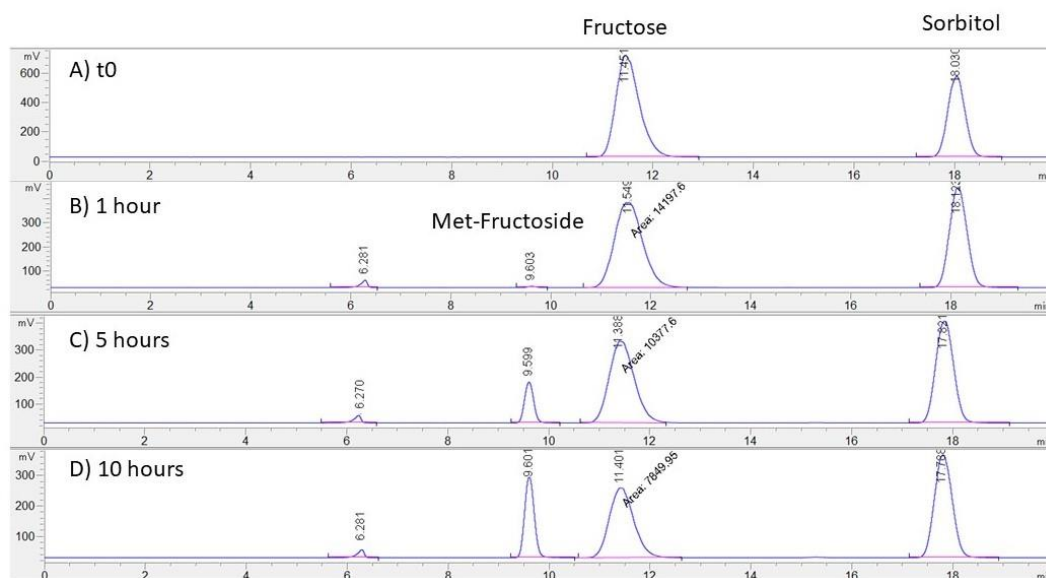 Fructose
Sorbitol
mV
A) t0
11.451
18.030
600
400
200
0
0 2 4 6 8 10 12 14 16 18
mV
B) 1 hour
Met-Fructoside
6.281
9.603
11.549
Area: 14197.6
300
200
100
0 2 4 6 8 10 12 14 16 18 min
mV
C) 5 hours
6.270
9.599
11.388
Area: 10377.6
17.831
300
200
100
0 2 4 6 8 10 12 14 16 18
mV
D) 10 hours
6.281
9.601
11.401
Area: 7849.95
300
200
100
0 2 4 6 8 10 12 14 16 18